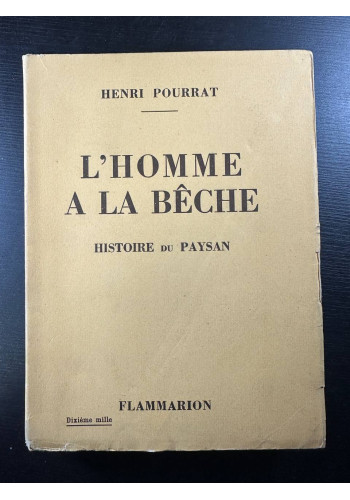 HENRI POURRAT
L'HOMME
A LA BÊCHE
HISTOIRE DU PAYSAN
Dixième mille
FLAMMARION